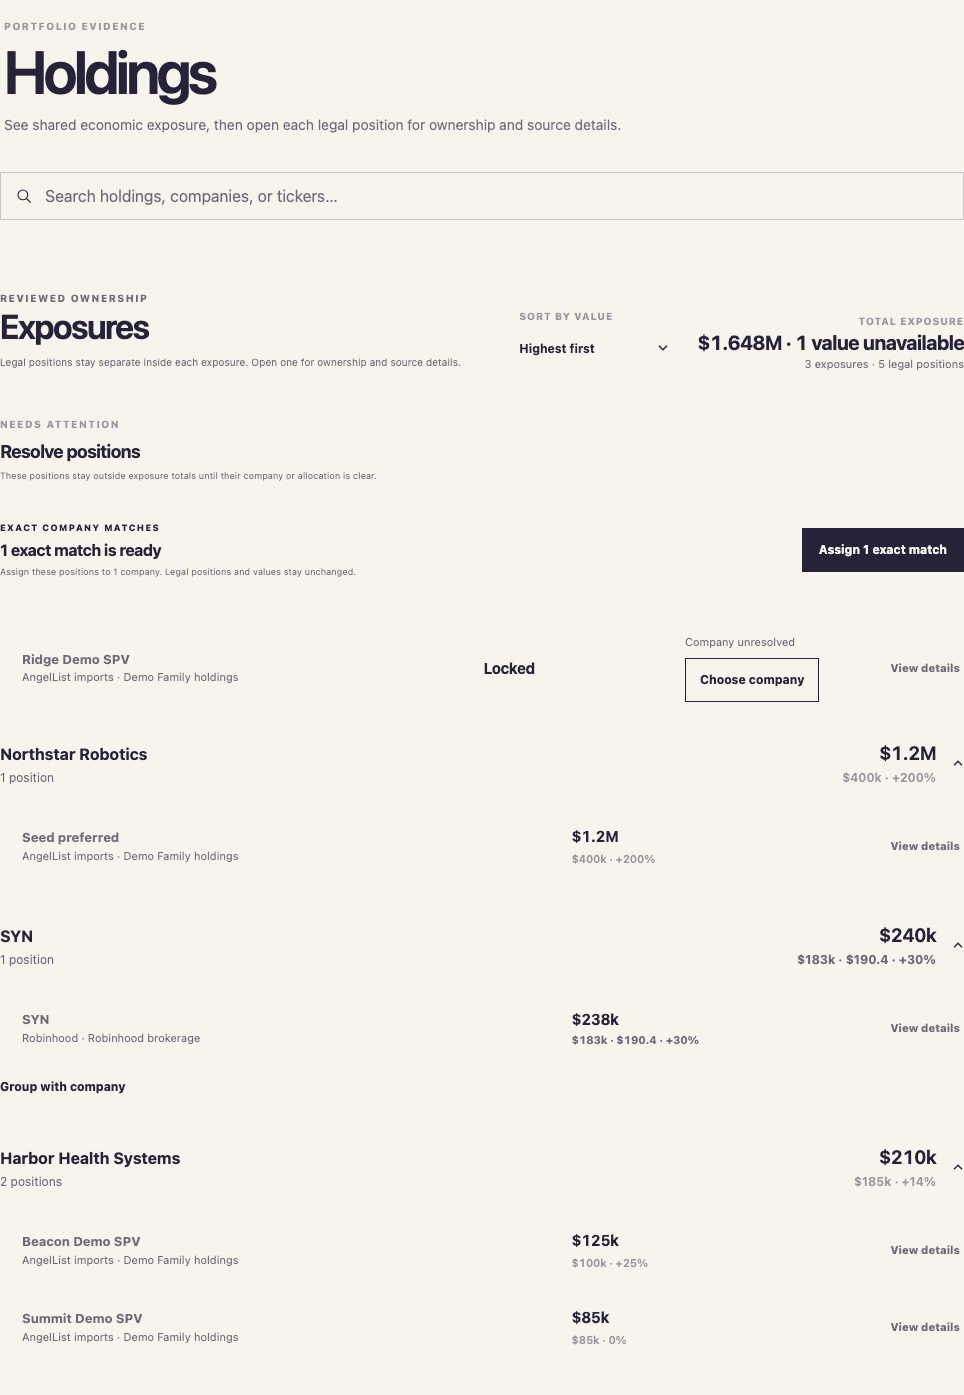 PORTFOLIO EVIDENCE
Holdings
See shared economic exposure, then open each legal position for ownership and source details.
Search holdings, companies, or tickers...
REVIEWED OWNERSHIP
Exposures
Legal positions stay separate inside each exposure. Open one for ownership and source details.
SORT BY VALUE
Highest first
TOTAL EXPOSURE
$1.648M · 1 value unavailable
3 exposures · 5 legal positions
NEEDS ATTENTION
Resolve positions
These positions stay outside exposure totals until their company or allocation is clear.
EXACT COMPANY MATCHES
1 exact match is ready
Assign these positions to 1 company. Legal positions and values stay unchanged.
Assign 1 exact match
Ridge Demo SPV
AngelList imports · Demo Family holdings
Locked
Company unresolved
Choose company
View details
Northstar Robotics
1 position
$1.2M
$400k · +200%
Seed preferred
AngelList imports · Demo Family holdings
$1.2M
$400k · +200%
View details
SYN
1 position
$240k
$183k · $190.4 · +30%
SYN
Robinhood · Robinhood brokerage
$238k
$183k · $190.4 · +30%
View details
Group with company
Harbor Health Systems
2 positions
$210k
$185k · +14%
Beacon Demo SPV
AngelList imports · Demo Family holdings
$125k
$100k · +25%
View details
Summit Demo SPV
AngelList imports · Demo Family holdings
$85k
$85k · 0%
View details